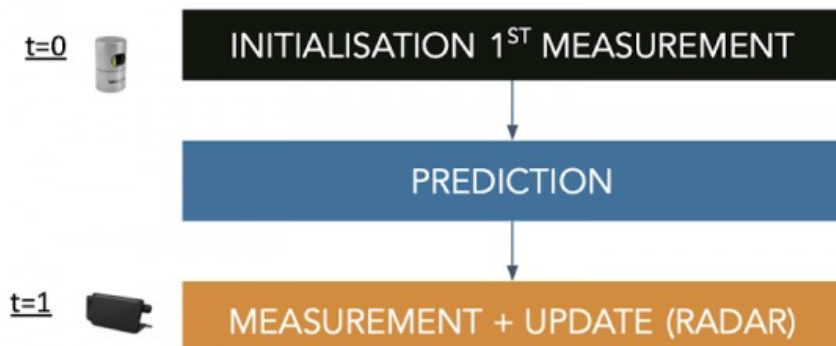 t=0
INITIALISATION 1ST MEASUREMENT
PREDICTION
t=1
MEASUREMENT + UPDATE (RADAR)